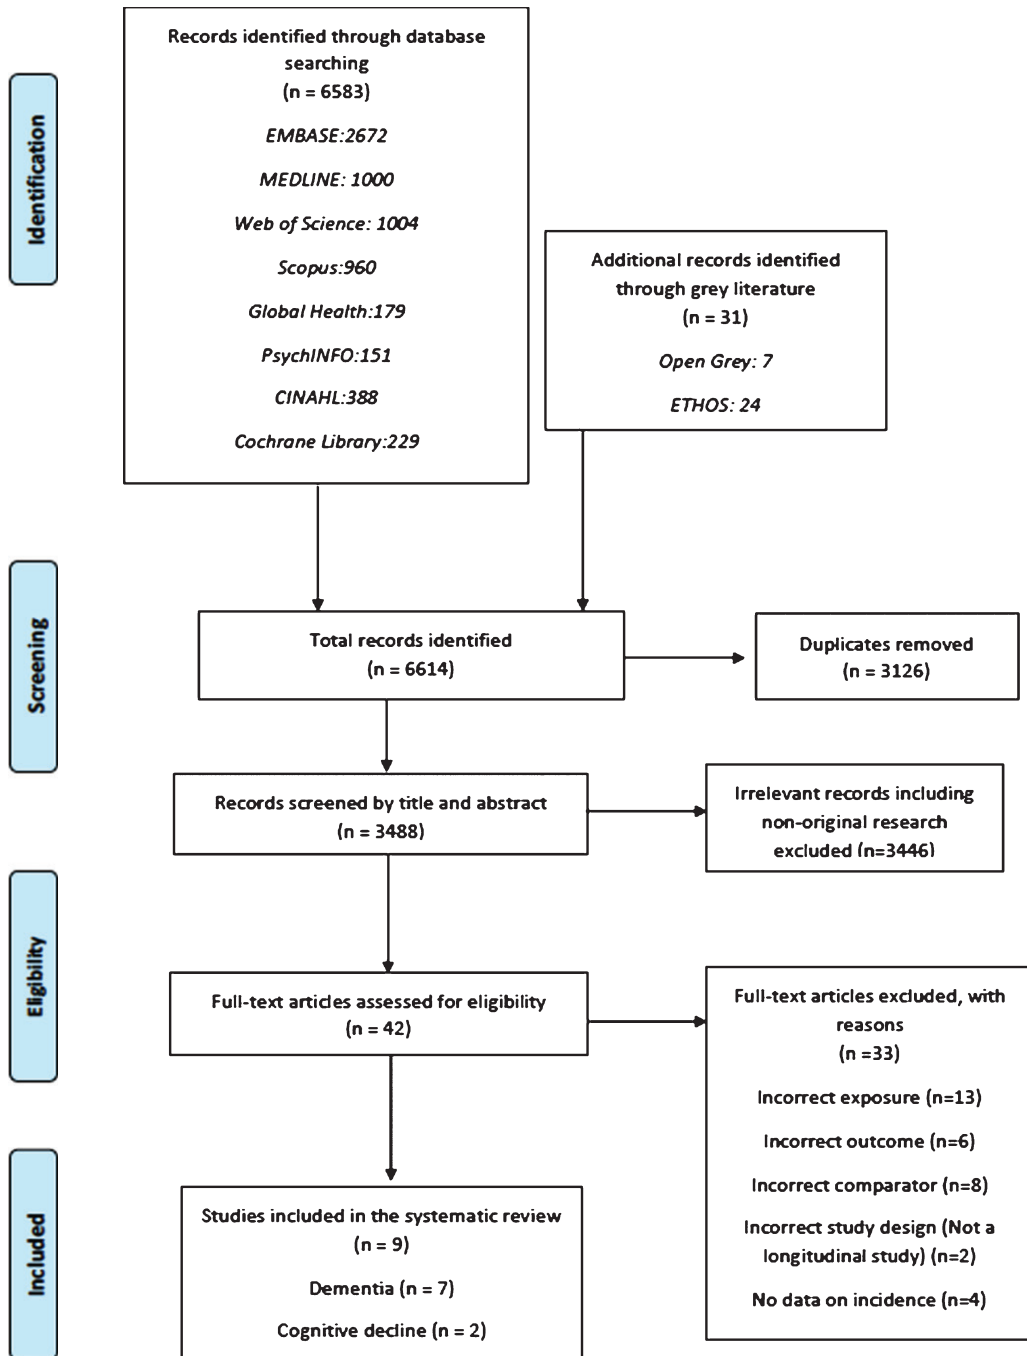 Identification
Records identified through database
searching
(n = 6583)
EMBASE:2672
MEDLINE: 1000
Web of Science: 1004
Scopus:960
Global Health:179
PsychINFO:151
CINAHL:388
Cochrane Library:229
Additional records identified
through grey literature
(n = 31)
Open Grey: 7
ETHOS: 24
Screening
Total records identified
(n = 6614)
Duplicates removed
(n = 3126)
Records screened by title and abstract
(n = 3488)
Irrelevant records including
non-original research
excluded (n=3446)
Eligibility
Full-text articles assessed for eligibility
(n = 42)
Full-text articles excluded, with
reasons
(n =33)
Incorrect exposure (n=13)
Incorrect outcome (n=6)
Incorrect comparator (n=8)
Incorrect study design (Not a
longitudinal study) (n=2)
No data on incidence (n=4)
Included
Studies included in the systematic review
(n = 9)
Dementia (n = 7)
Cognitive decline (n = 2)